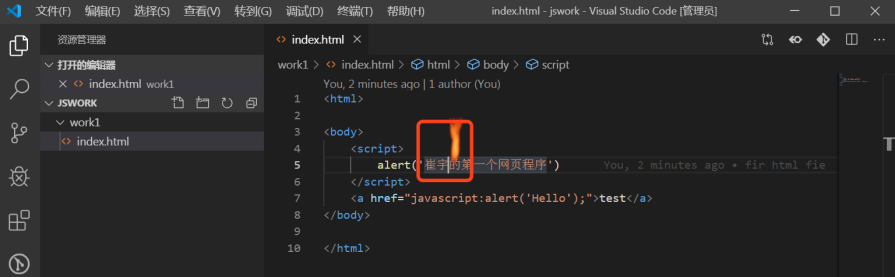 文件(F) 编辑(E) 选择(S) 查看(V) 转到(G) 调试(D) 终端(T) 帮助(H) index.html - jswork - Visual Studio Code [管理员]
资源管理器
打开的编辑器
index.html work1
JSWORK
work1
index.html
index.html
work1 > index.html > html > body > script
You, 2 minutes ago | 1 author (You)
1 <html>
2
3 <body>
4 <script>
5 alert('崔宇的第一个网页程序') You, 2 minutes ago • fir html fie
6 </script>
7 <a href="javascript:alert('Hello');">test</a>
8 </body>
9
10 </html>